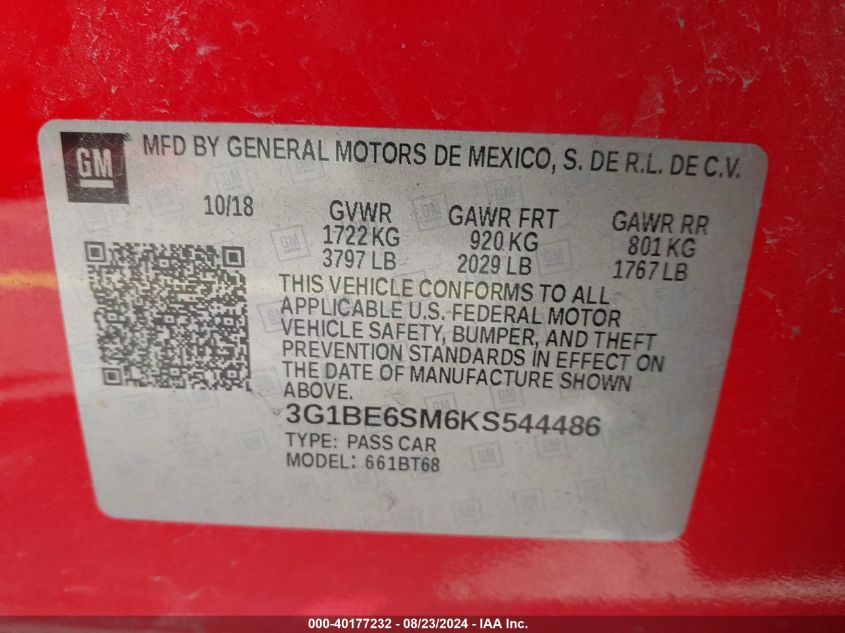 GM
MFD BY GENERAL MOTORS DE MEXICO, S. DE R.L. DE C.V.
10/18 GVWR GAWR FRT GAWR RR
1722 KG 920 KG 801 KG
3797 LB 2029 LB 1767 LB
THIS VEHICLE CONFORMS TO ALL
APPLICABLE U.S. FEDERAL MOTOR
VEHICLE SAFETY, BUMPER, AND THEFT
PREVENTION STANDARDS IN EFFECT ON
THE DATE OF MANUFACTURE SHOWN
ABOVE.
3G1BE6SM6KS544486
TYPE: PASS CAR
MODEL: 661BT68
000-40177232 - 08/23/2024 - IAA Inc.